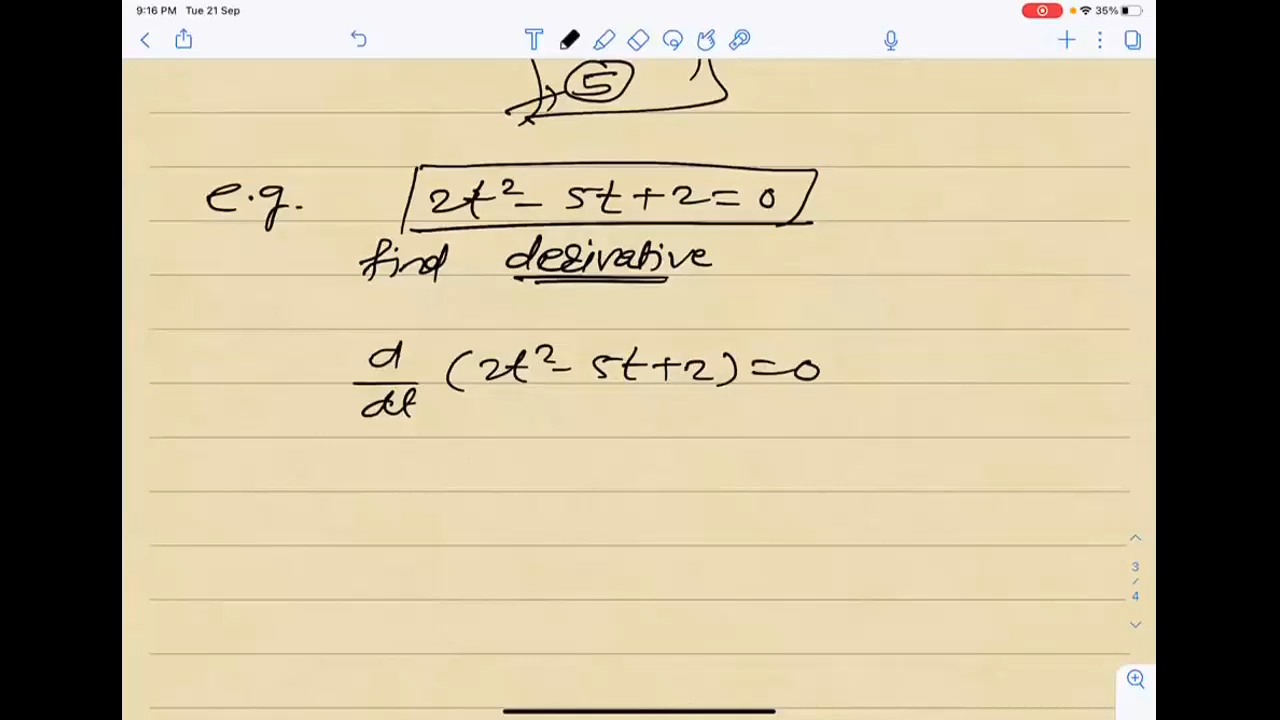 9:16 PM Tue 21 Sep 35%
5
e.g. 2t² - 5t + 2 = 0
find derivative
d/dt (2t² - 5t + 2) = 0
3
/
4